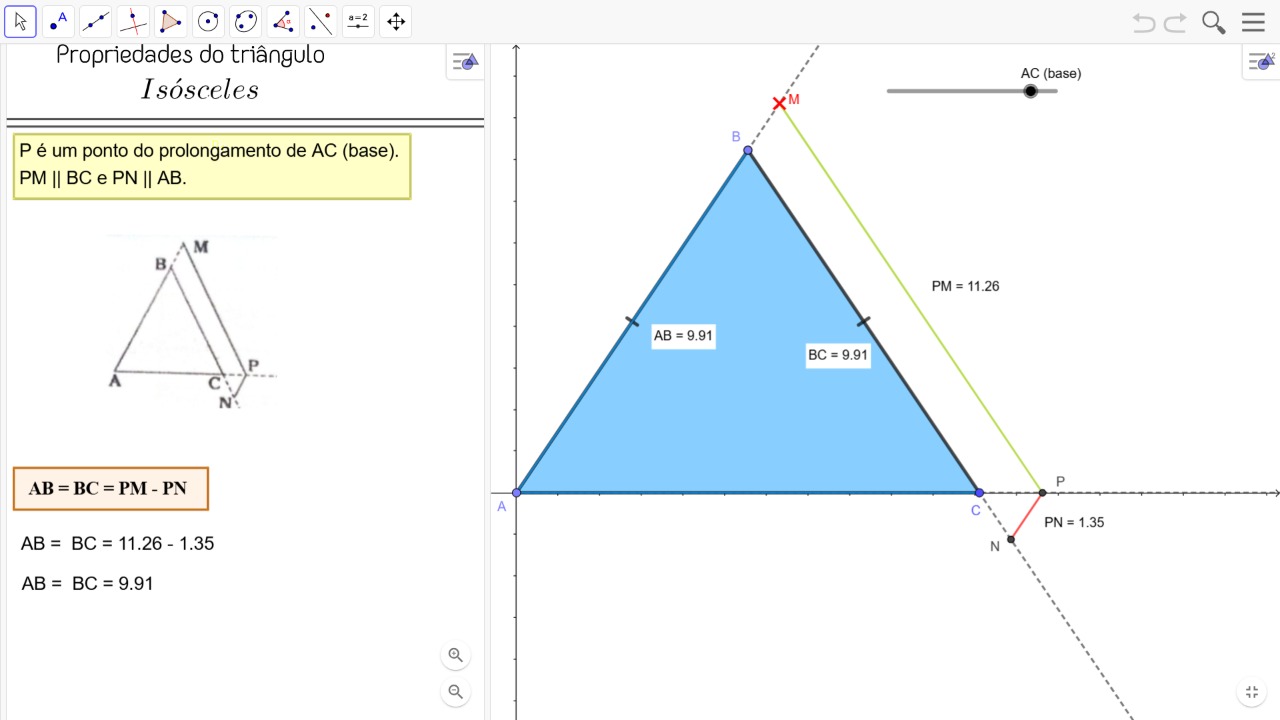 A
a=2
Propriedades do triângulo
Isósceles
P é um ponto do prolongamento de AC (base).
PM || BC e PN || AB.
M
B
A
C
P
N
AB = BC = PM - PN
AB = BC = 11.26 - 1.35
AB = BC = 9.91
AC (base)
M
B
PM = 11.26
AB = 9.91
BC = 9.91
A
C
P
PN = 1.35
N